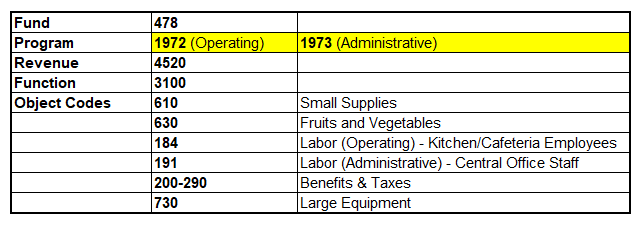 Fund 478
Program 1972 (Operating) 1973 (Administrative)
Revenue 4520
Function 3100
Object Codes 610 Small Supplies
630 Fruits and Vegetables
184 Labor (Operating) - Kitchen/Cafeteria Employees
191 Labor (Administrative) - Central Office Staff
200-290 Benefits & Taxes
730 Large Equipment